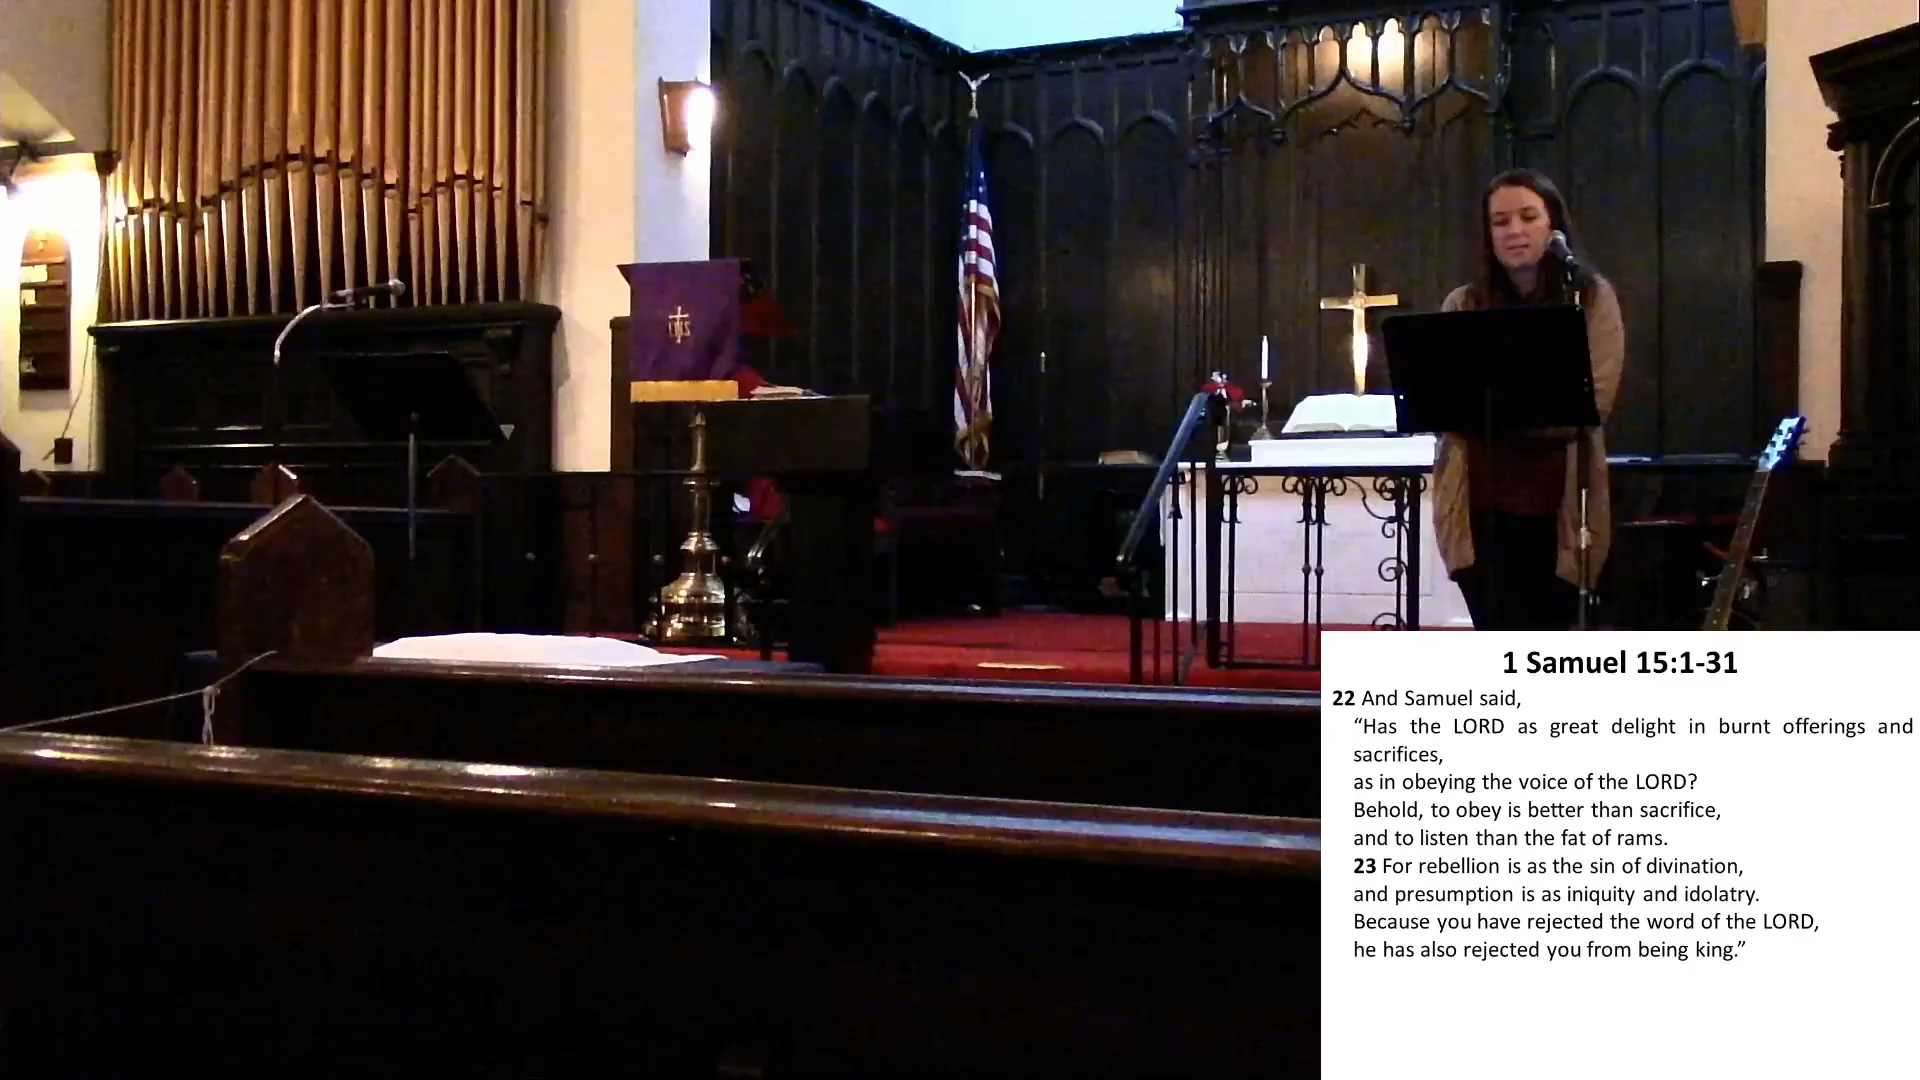 IHS
1 Samuel 15:1-31
22 And Samuel said,
“Has the LORD as great delight in burnt offerings and
sacrifices,
as in obeying the voice of the LORD?
Behold, to obey is better than sacrifice,
and to listen than the fat of rams.
23 For rebellion is as the sin of divination,
and presumption is as iniquity and idolatry.
Because you have rejected the word of the LORD,
he has also rejected you from being king.”